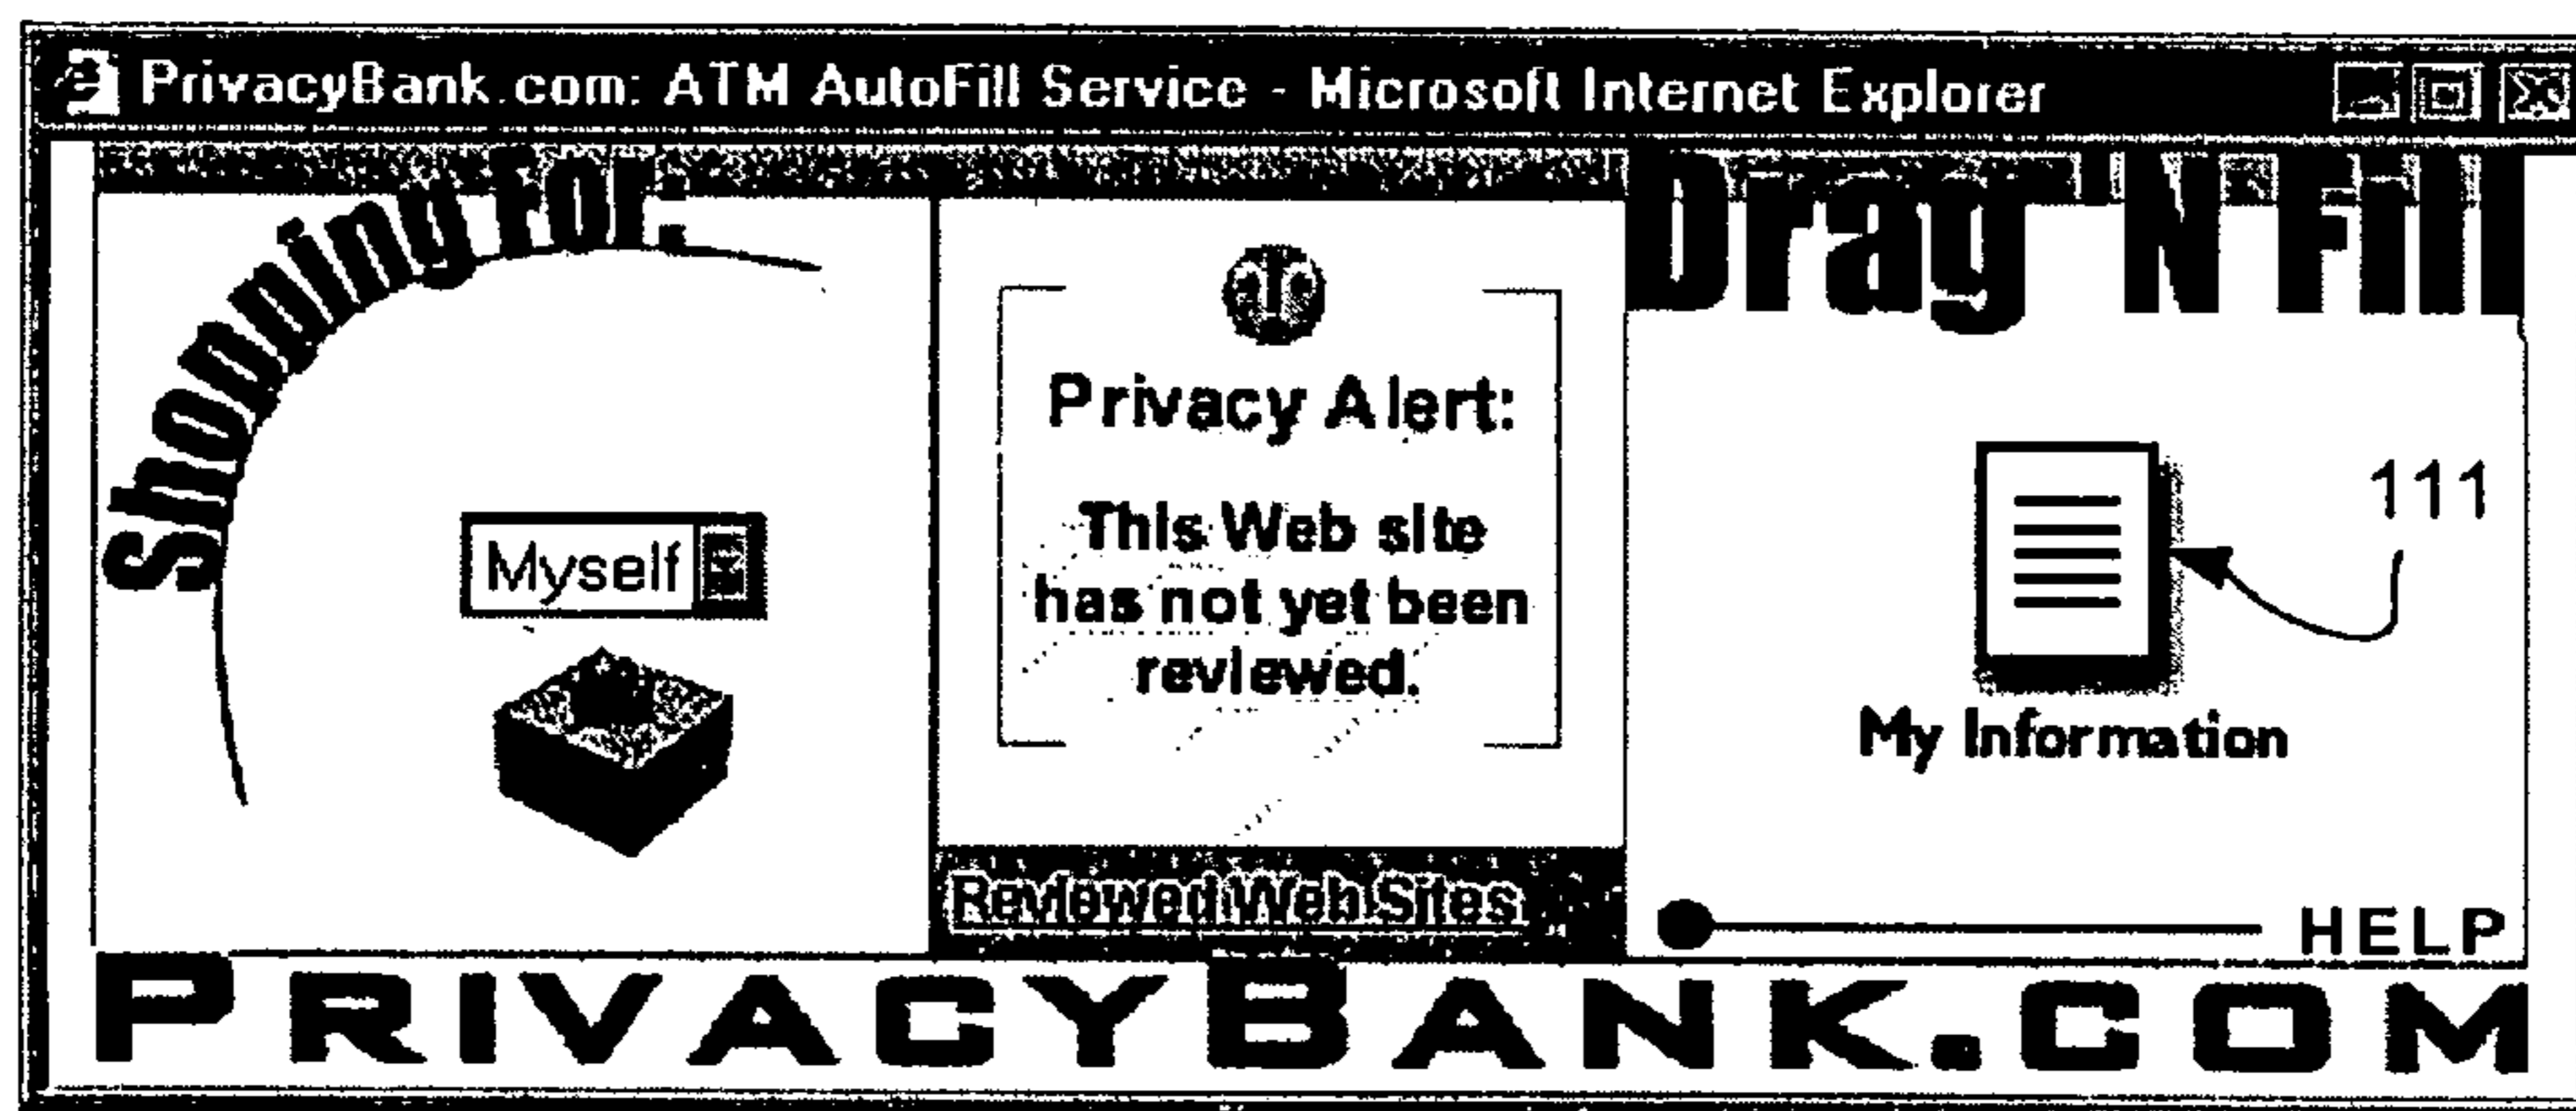 PrivacyBank.com: ATM AutoFill Service - Microsoft Internet Explorer
Shopping For:
Myself
Privacy Alert:
This Web site
has not yet been
reviewed.
Reviewed Web Sites
Drag 'N Fill
111
My Information
HELP
PRIVACYBANK.COM